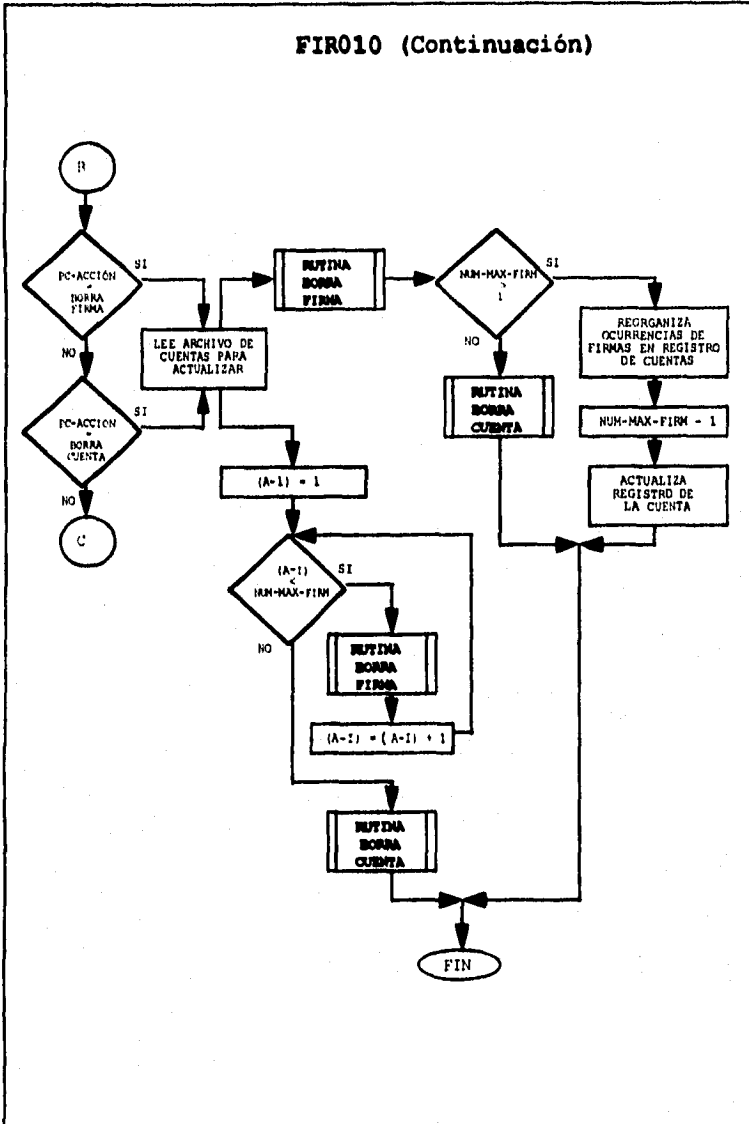 FIR010 (Continuación)
B
PC-ACCIÓN
=
BORRA
FIRMA
SI
NO
LEE ARCHIVO DE
CUENTAS PARA
ACTUALIZAR
PC-ACCION
=
BORRA
CUENTA
SI
NO
C
RUTINA
BORRA
FIRMA
NUM-MAX-FIRM
>
1
SI
NO
RUTINA
BORRA
CUENTA
REORGANIZA
OCURRENCIAS DE
FIRMAS EN REGISTRO
DE CUENTAS
NUM-MAX-FIRM - 1
ACTUALIZA
REGISTRO DE
LA CUENTA
(A-1) = 1
(A-I)
<
NUM-MAX-FIRM
SI
NO
RUTINA
BORRA
FIRMA
(A-I) = (A-I) + 1
RUTINA
BORRA
CUENTA
FIN